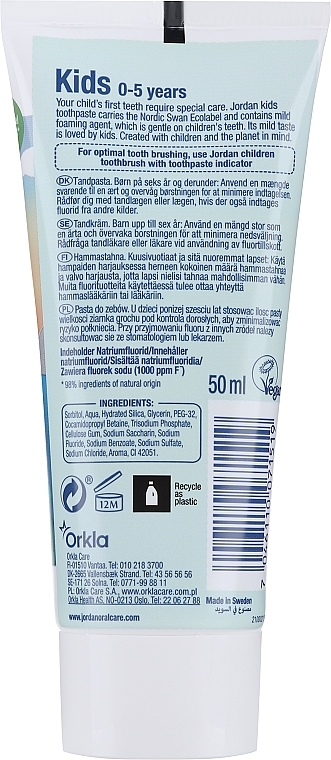 Kids 0-5 years
Your child's first teeth require special care. Jordan kids
toothpaste carries the Nordic Swan Ecolabel and contains mild
foaming agent, which is gentle on children's teeth. Its mild taste
is loved by kids. Created with children and the planet in mind.
For optimal tooth brushing, use Jordan children
toothbrush with toothpaste indicator
DK Tandpasta. Børn på seks år og derunder: Anvend en mængde
svarende til en ært og overvåg børstningen for at minimere indtagelsen.
Rådfør dig med tandlægen eller lægen, hvis der også indtages
fluorid fra andre kilder.
SE Tandkräm. Barn upp till sex år: Använd en mängd stor som
en ärta och övervaka borstningen för att minimera nedsväljning.
Rådfråga tandläkare eller läkare vid användning av fluortillskott.
FI Hammastahna. Kuusivuotiaat ja sitä nuoremmat lapset: Käytä
hampaiden harjauksessa herneen kokoinen määrä hammastahnaa
ja valvo harjausta, jotta lapsi nielisi tahnaa mahdollisimman vähän.
Muita fluorituotteita käytettäessä tulee ottaa yhteyttä
hammaslääkäriin tai lääkäriin.
PL Pasta do zębów. U dzieci poniżej sześciu lat stosować ilość pasty
wielkości ziarnka grochu pod kontrolą dorosłych, aby zminimalizować
ryzyko połknięcia. Przy przyjmowaniu fluoru z innych źródeł należy
skonsultować się ze stomatologiem lub lekarzem.
Indeholder Natriumfluorid/Innehåller
natriumfluorid/Sisältää natriumfluoridia/
Zawiera fluorek sodu (1000 ppm F⁻)
* 98% ingredients of natural origin
50 ml
INGREDIENTS:
Sorbitol, Aqua, Hydrated Silica, Glycerin, PEG-32,
Cocamidopropyl Betaine, Trisodium Phosphate,
Cellulose Gum, Sodium Saccharin, Sodium
Fluoride, Sodium Benzoate, Sodium Sulfate,
Sodium Chloride, Aroma, CI 42051.
12M
Recycle
as
plastic
Orkla
Orkla Care
FI-01510 Vantaa. Tel: 010 218 3700
DK-2665 Vallensbæk Strand. Tel: 43 56 56 56
SE-171 26 Solna. Tel: 0771-99 88 11
PL: Orkla Care S.A., www.orklacare.com.pl
Orkla Health AS, NO-0213 Oslo. Tel: 22 06 27 88
www.jordanoralcare.com
Made in Sweden
صنوع في السويد